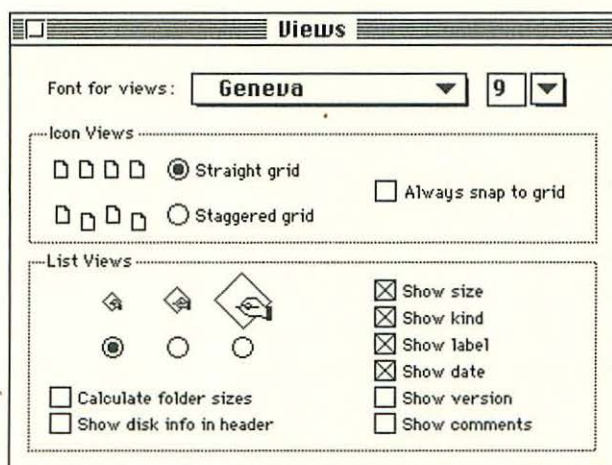 Views
Font for views: Geneva 9
Icon Views
Straight grid
Always snap to grid
Staggered grid
List Views
Show size
Show kind
Show label
Show date
Calculate folder sizes
Show version
Show disk info in header
Show comments